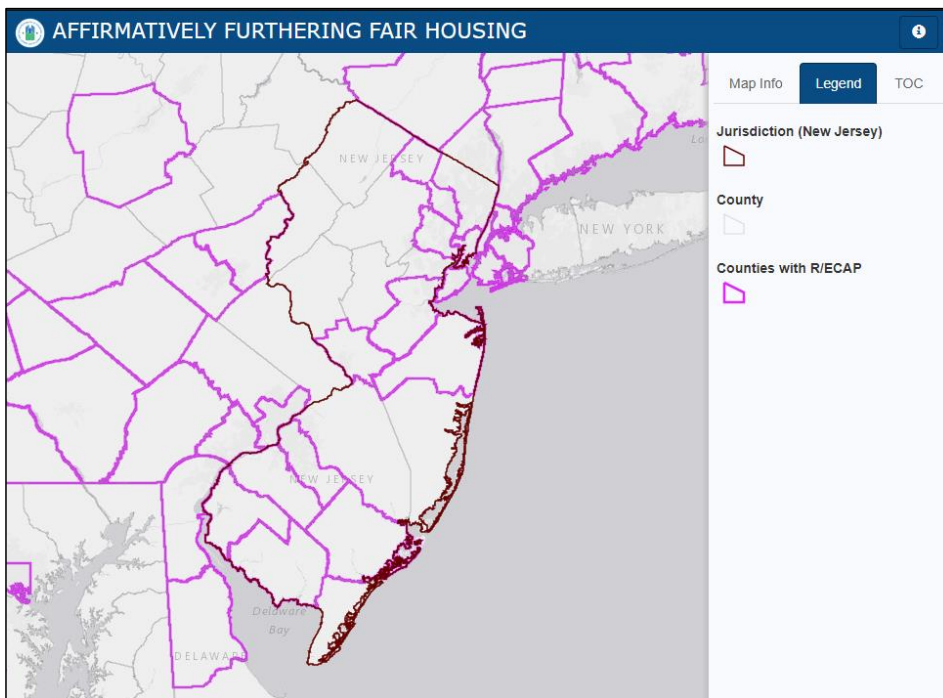 AFFIRMATIVELY FURTHERING FAIR HOUSING
Map Info
Legend
TOC
Jurisdiction (New Jersey)
County
Counties with R/ECAP
NEW JERSEY
NEW YORK
NEW JERSEY
Delaware
Bay
DELAWARE